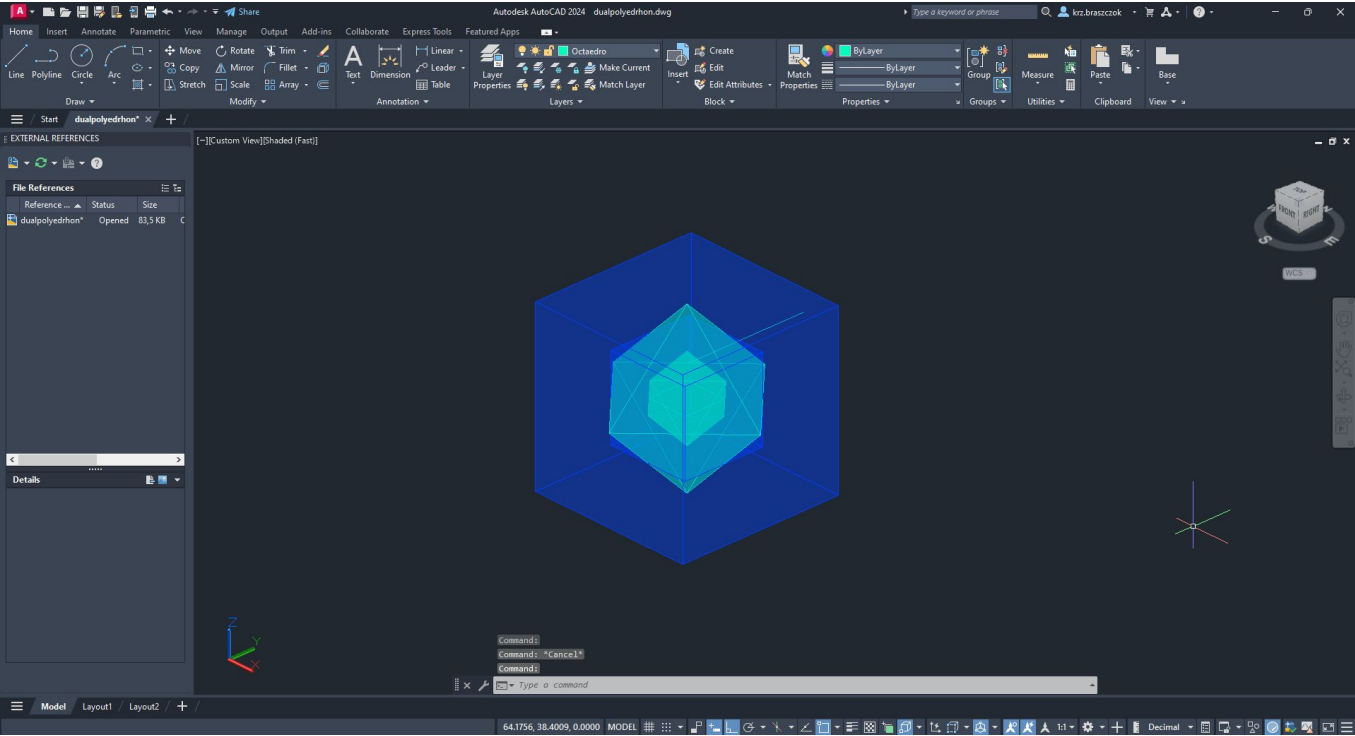 A Share Autodesk AutoCAD 2024 dualpolyedrhon.dwg Type a keyword or phrase krz.braszczok
Home Insert Annotate Parametric View Manage Output Add-ins Collaborate Express Tools Featured Apps
Move Rotate Trim Linear Octaedro Create ByLayer
Line Polyline Circle Arc Copy Mirror Fillet Text Dimension Leader Layer Properties Make Current Insert Edit Match Properties ByLayer Group Measure Paste Base
Stretch Scale Array Table Match Layer Edit Attributes ByLayer
Draw Modify Annotation Layers Block Properties Groups Utilities Clipboard View
Start dualpolyedrhon*
EXTERNAL REFERENCES [−][Custom View][Shaded (Fast)]
File References
Reference ... Status Size
dualpolyedrhon* Opened 83,5 KB
TOP
FRONT RIGHT
S E
WCS
Details
Z
Y
X
Command:
Command: *Cancel*
Command:
Type a command
Model Layout1 Layout2
64.1756, 38.4009, 0.0000 MODEL 1:1 Decimal